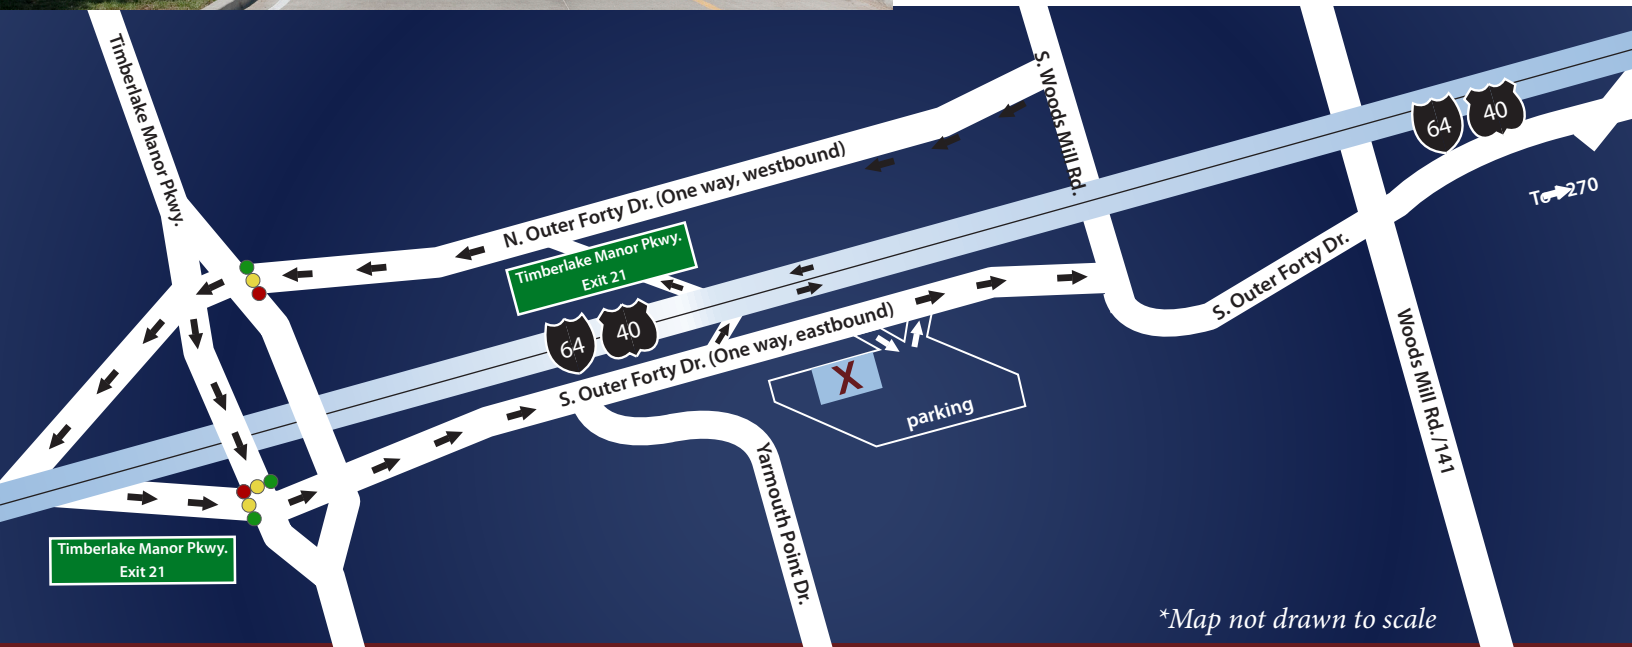 Timberlake Manor Pkwy.
S. Woods Mill Rd.
N. Outer Forty Dr. (One way, westbound)
64
40
To 270
Timberlake Manor Pkwy.
Exit 21
64
40
S. Outer Forty Dr. (One way, eastbound)
S. Outer Forty Dr.
X
parking
Woods Mill Rd./141
Yarmouth Point Dr.
Timberlake Manor Pkwy.
Exit 21
*Map not drawn to scale